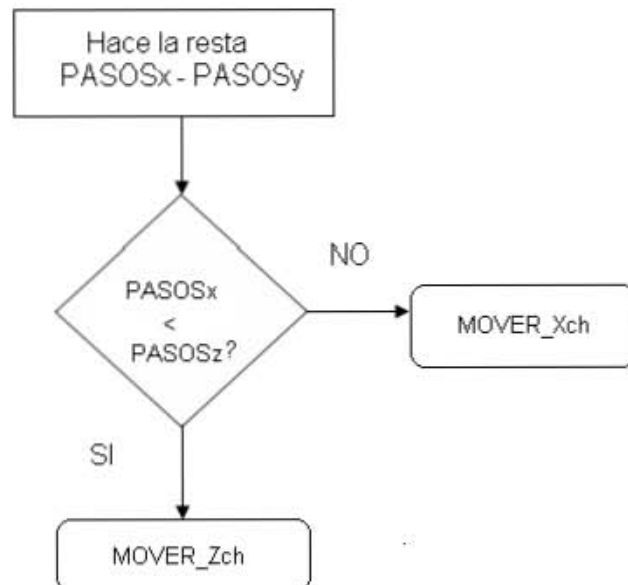 Hace la resta
PASOSx - PASOSy
NO
PASOSx
<
PASOSz?
MOVER_Xch
SI
MOVER_Zch